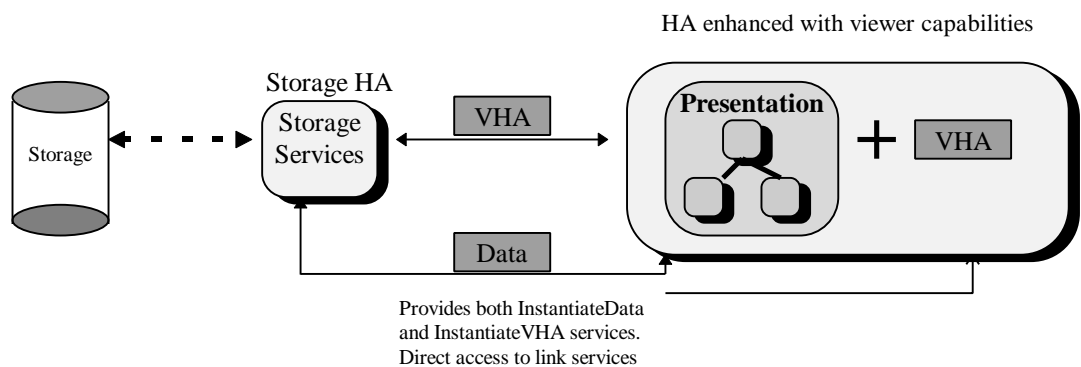 HA enhanced with viewer capabilities
Storage HA
Storage
Services
Storage
VHA
Presentation
VHA
Data
Provides both InstantiateData
and InstantiateVHA services.
Direct access to link services